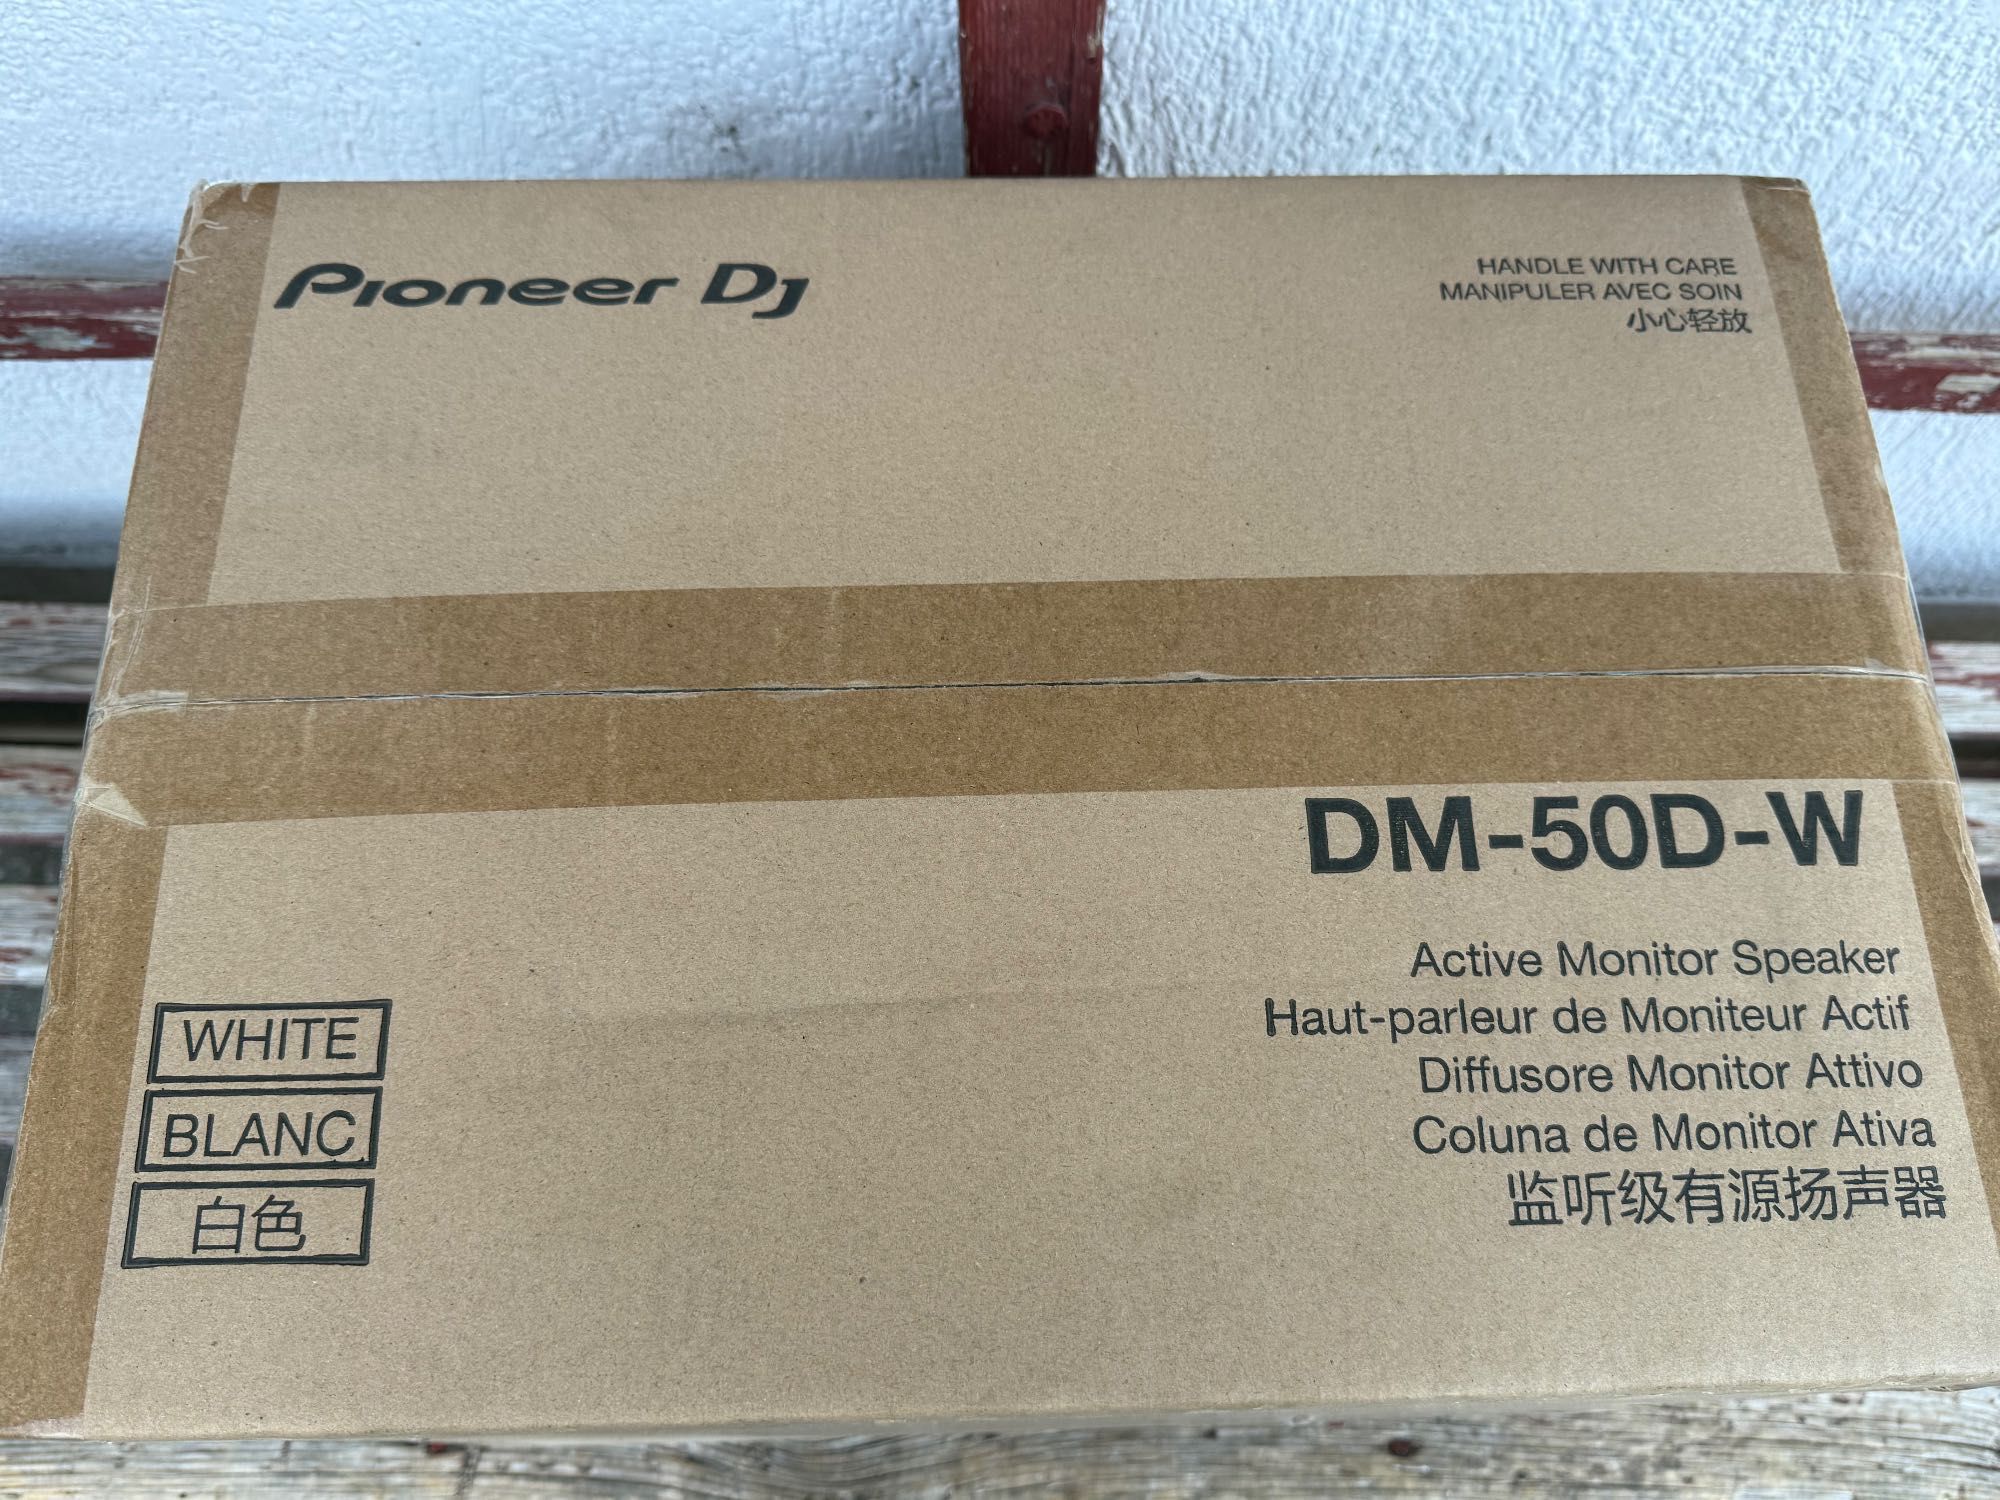 Pioneer Dj
HANDLE WITH CARE
MANIPULER AVEC SOIN
小心轻放
DM-50D-W
Active Monitor Speaker
Haut-parleur de Moniteur Actif
Diffusore Monitor Attivo
Coluna de Monitor Ativa
监听级有源扬声器
WHITE
BLANC
白色